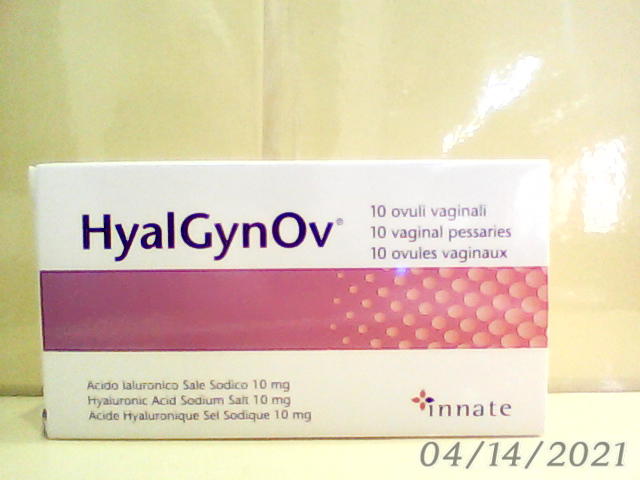 HyalGynOv®
10 ovuli vaginali
10 vaginal pessaries
10 ovules vaginaux
Acido Ialuronico Sale Sodico 10 mg
Hyaluronic Acid Sodium Salt 10 mg
Acide Hyaluronique Sel Sodique 10 mg
innate
04/14/2021